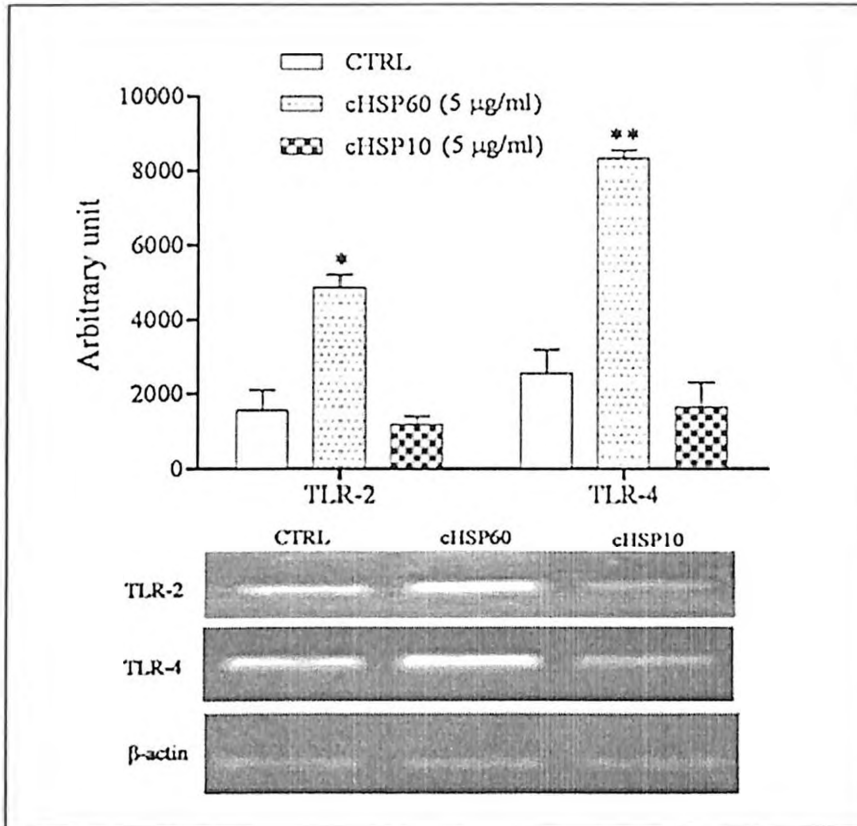 CTRL
cHSP60 (5 µg/ml)
cHSP10 (5 µg/ml)
10000
8000
6000
4000
2000
0
Arbitrary unit
*
**
TLR-2 TLR-4
CTRL cHSP60 cHSP10
TLR-2
TLR-4
β-actin